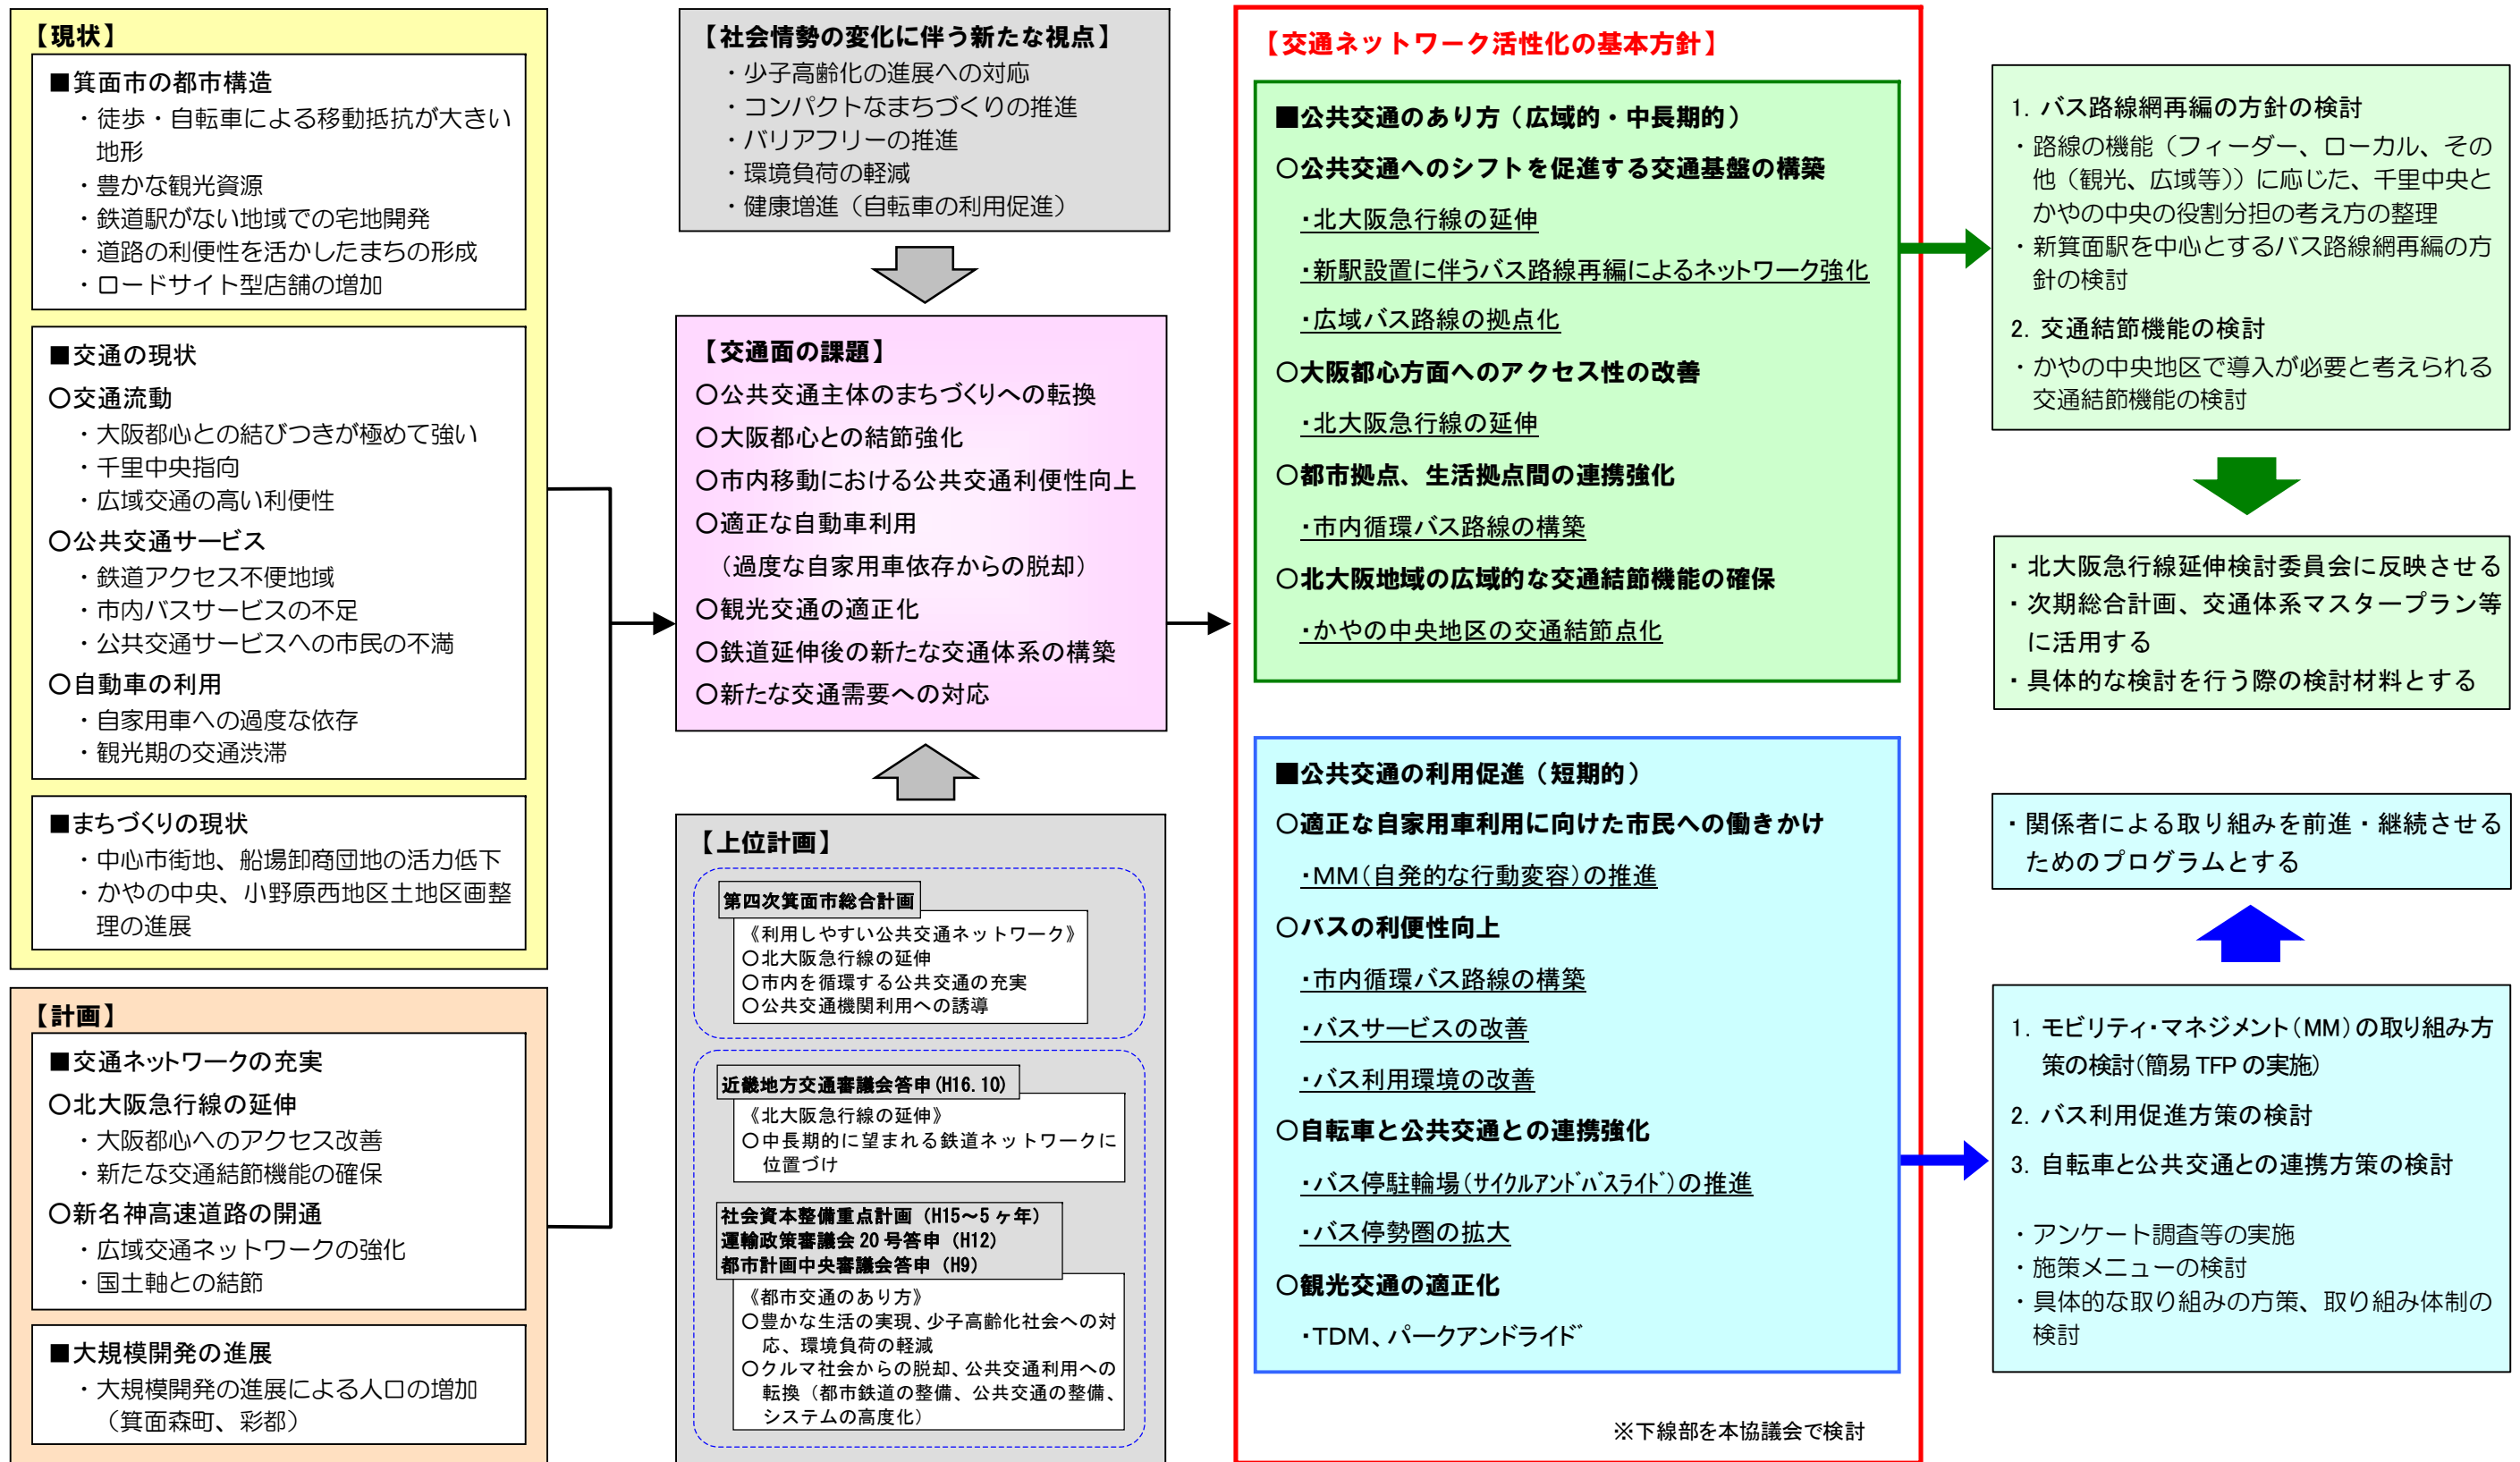 【現状】
■箕面市の都市構造
・徒歩・自転車による移動抵抗が大きい
地形
・豊かな観光資源
・鉄道駅がない地域での宅地開発
・道路の利便性を活かしたまちの形成
・ロードサイト型店舗の増加
■交通の現状
○交通流動
・大阪都心との結びつきが極めて強い
・千里中央指向
・広域交通の高い利便性
○公共交通サービス
・鉄道アクセス不便地域
・市内バスサービスの不足
・公共交通サービスへの市民の不満
○自動車の利用
・自家用車への過度な依存
・観光期の交通渋滞
■まちづくりの現状
・中心市街地、船場卸商団地の活力低下
・かやの中央、小野原西地区土地区画整
理の進展
【計画】
■交通ネットワークの充実
○北大阪急行線の延伸
・大阪都心へのアクセス改善
・新たな交通結節機能の確保
○新名神高速道路の開通
・広域交通ネットワークの強化
・国土軸との結節
■大規模開発の進展
・大規模開発の進展による人口の増加
（箕面森町、彩都）
【社会情勢の変化に伴う新たな視点】
・少子高齢化の進展への対応
・コンパクトなまちづくりの推進
・バリアフリーの推進
・環境負荷の軽減
・健康増進（自転車の利用促進）
【交通面の課題】
○公共交通主体のまちづくりへの転換
○大阪都心との結節強化
○市内移動における公共交通利便性向上
○適正な自動車利用
（過度な自家用車依存からの脱却）
○観光交通の適正化
○鉄道延伸後の新たな交通体系の構築
○新たな交通需要への対応
【上位計画】
第四次箕面市総合計画
《利用しやすい公共交通ネットワーク》
○北大阪急行線の延伸
○市内を循環する公共交通の充実
○公共交通機関利用への誘導
近畿地方交通審議会答申(H16.10)
《北大阪急行線の延伸》
○中長期的に望まれる鉄道ネットワークに
位置づけ
社会資本整備重点計画（H15～5ヶ年）
運輸政策審議会20号答申（H12）
都市計画中央審議会答申（H9）
《都市交通のあり方》
○豊かな生活の実現、少子高齢化社会への対
応、環境負荷の軽減
○クルマ社会からの脱却、公共交通利用への
転換（都市鉄道の整備、公共交通の整備、
システムの高度化）
【交通ネットワーク活性化の基本方針】
■公共交通のあり方（広域的・中長期的）
○公共交通へのシフトを促進する交通基盤の構築
・北大阪急行線の延伸
・新駅設置に伴うバス路線再編によるネットワーク強化
・広域バス路線の拠点化
○大阪都心方面へのアクセス性の改善
・北大阪急行線の延伸
○都市拠点、生活拠点間の連携強化
・市内循環バス路線の構築
○北大阪地域の広域的な交通結節機能の確保
・かやの中央地区の交通結節点化
■公共交通の利用促進（短期的）
○適正な自家用車利用に向けた市民への働きかけ
・MM（自発的な行動変容）の推進
○バスの利便性向上
・市内循環バス路線の構築
・バスサービスの改善
・バス利用環境の改善
○自転車と公共交通との連携強化
・バス停駐輪場（ｻｲｸﾙｱﾝﾄﾞﾊﾞｽﾗｲﾄﾞ）の推進
・バス停勢圏の拡大
○観光交通の適正化
・TDM、パークアンドライド
※下線部を本協議会で検討
1. バス路線網再編の方針の検討
・路線の機能（フィーダー、ローカル、その
他（観光、広域等））に応じた、千里中央と
かやの中央の役割分担の考え方の整理
・新箕面駅を中心とするバス路線網再編の方
針の検討
2. 交通結節機能の検討
・かやの中央地区で導入が必要と考えられる
交通結節機能の検討
・北大阪急行線延伸検討委員会に反映させる
・次期総合計画、交通体系マスタープラン等
に活用する
・具体的な検討を行う際の検討材料とする
・関係者による取り組みを前進・継続させる
ためのプログラムとする
1. モビリティ・マネジメント（MM）の取り組み方
策の検討(簡易TFPの実施)
2. バス利用促進方策の検討
3. 自転車と公共交通との連携方策の検討
・アンケート調査等の実施
・施策メニューの検討
・具体的な取り組みの方策、取り組み体制の
検討